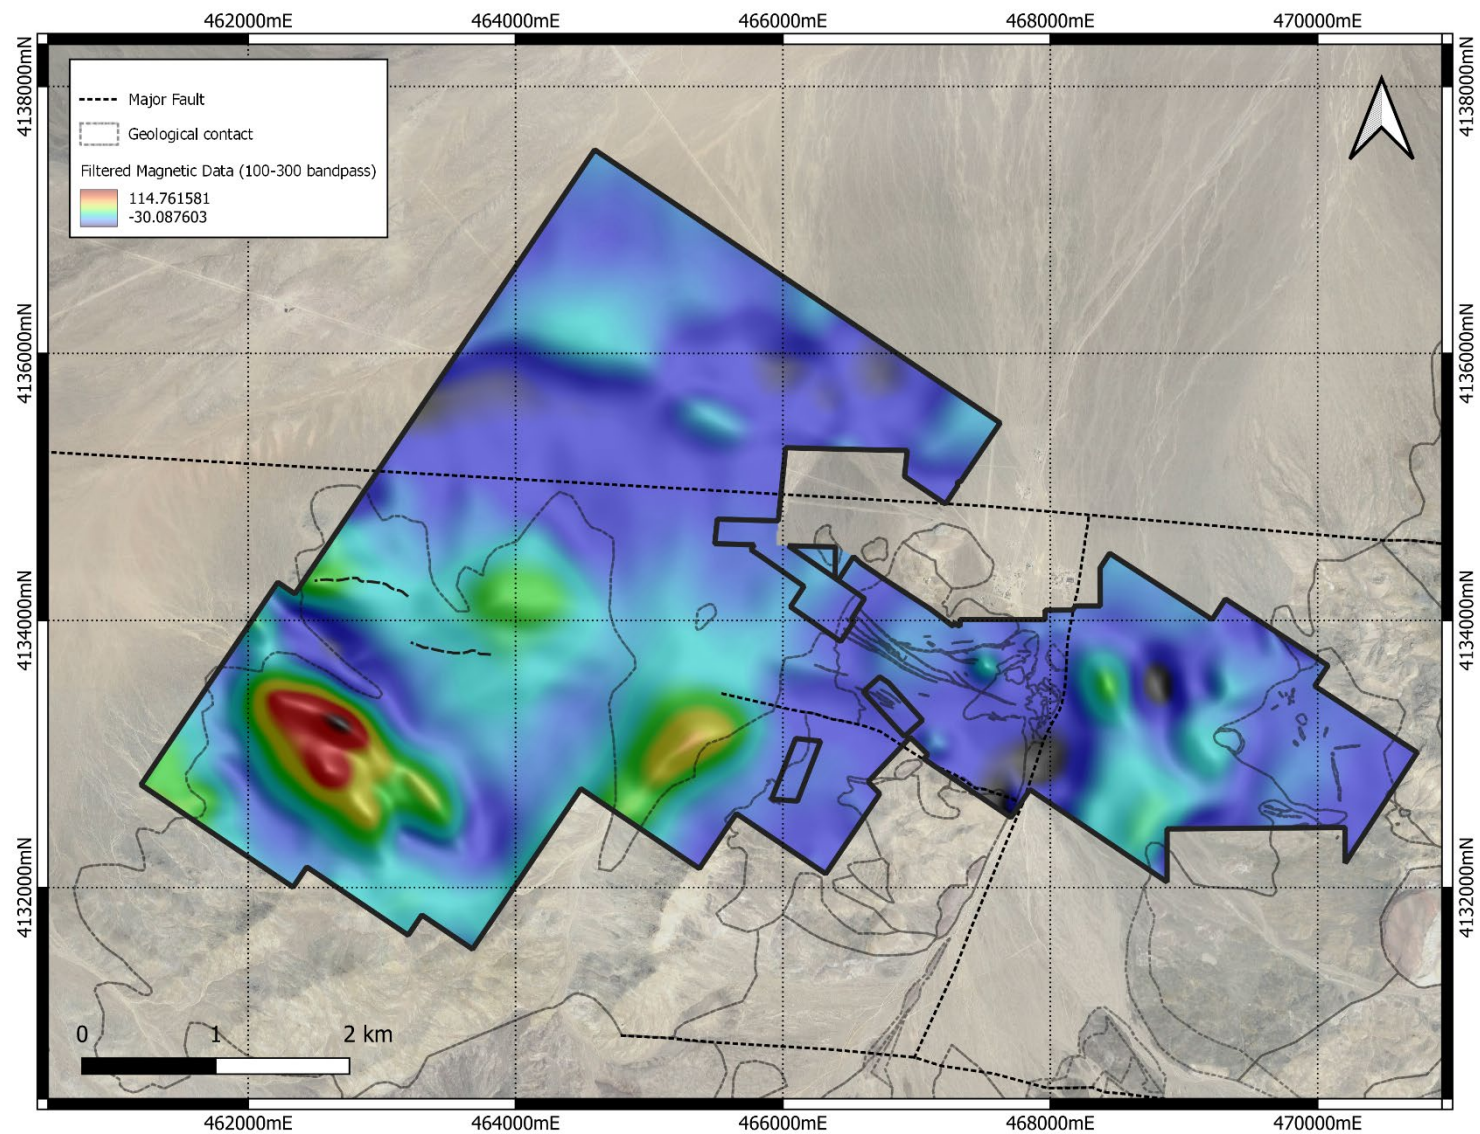 462000mE 464000mE 466000mE 468000mE 470000mE
4138000mN 4138000mN
Major Fault
Geological contact
Filtered Magnetic Data (100-300 bandpass)
114.761581
-30.087603
4136000mN 4136000mN
4134000mN 4134000mN
4132000mN 4132000mN
0 1 2 km
462000mE 464000mE 466000mE 468000mE 470000mE